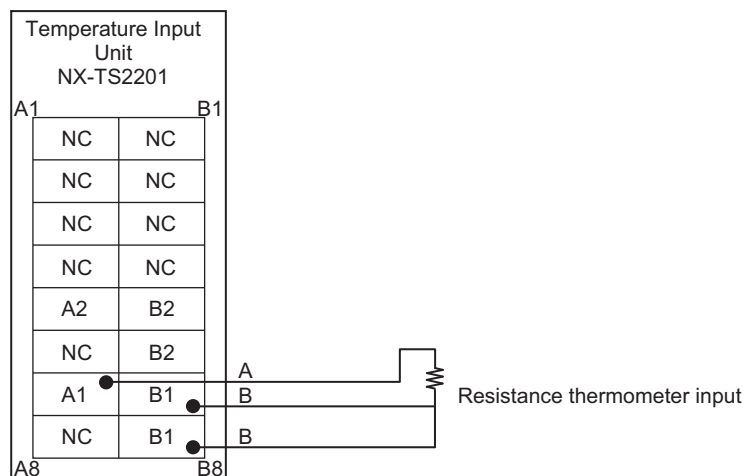 Temperature Input
Unit
NX-TS2201
A1 B1
NC NC
NC NC
NC NC
NC NC
A2 B2
NC B2
A1 B1
NC B1
A8 B8
A
B
B
Resistance thermometer input